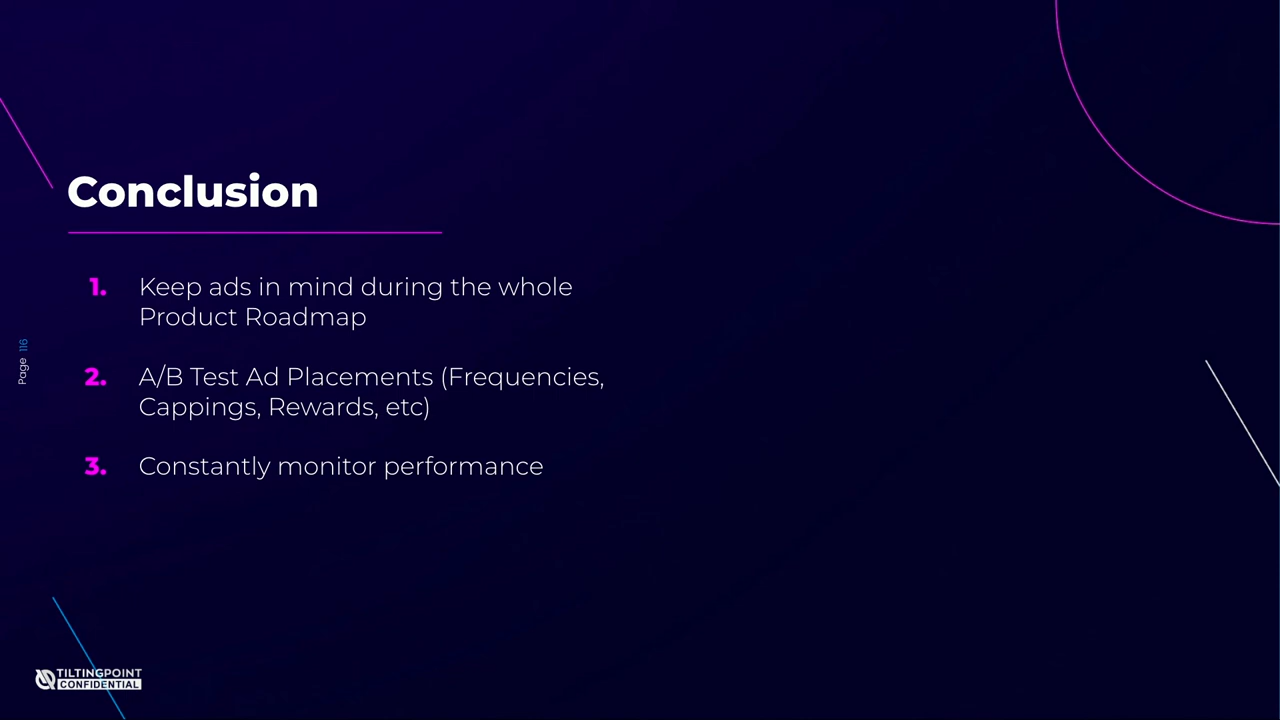 Conclusion
1. Keep ads in mind during the whole
Product Roadmap
2. A/B Test Ad Placements (Frequencies,
Cappings, Rewards, etc)
3. Constantly monitor performance
Page 116
TILTINGPOINT
CONFIDENTIAL